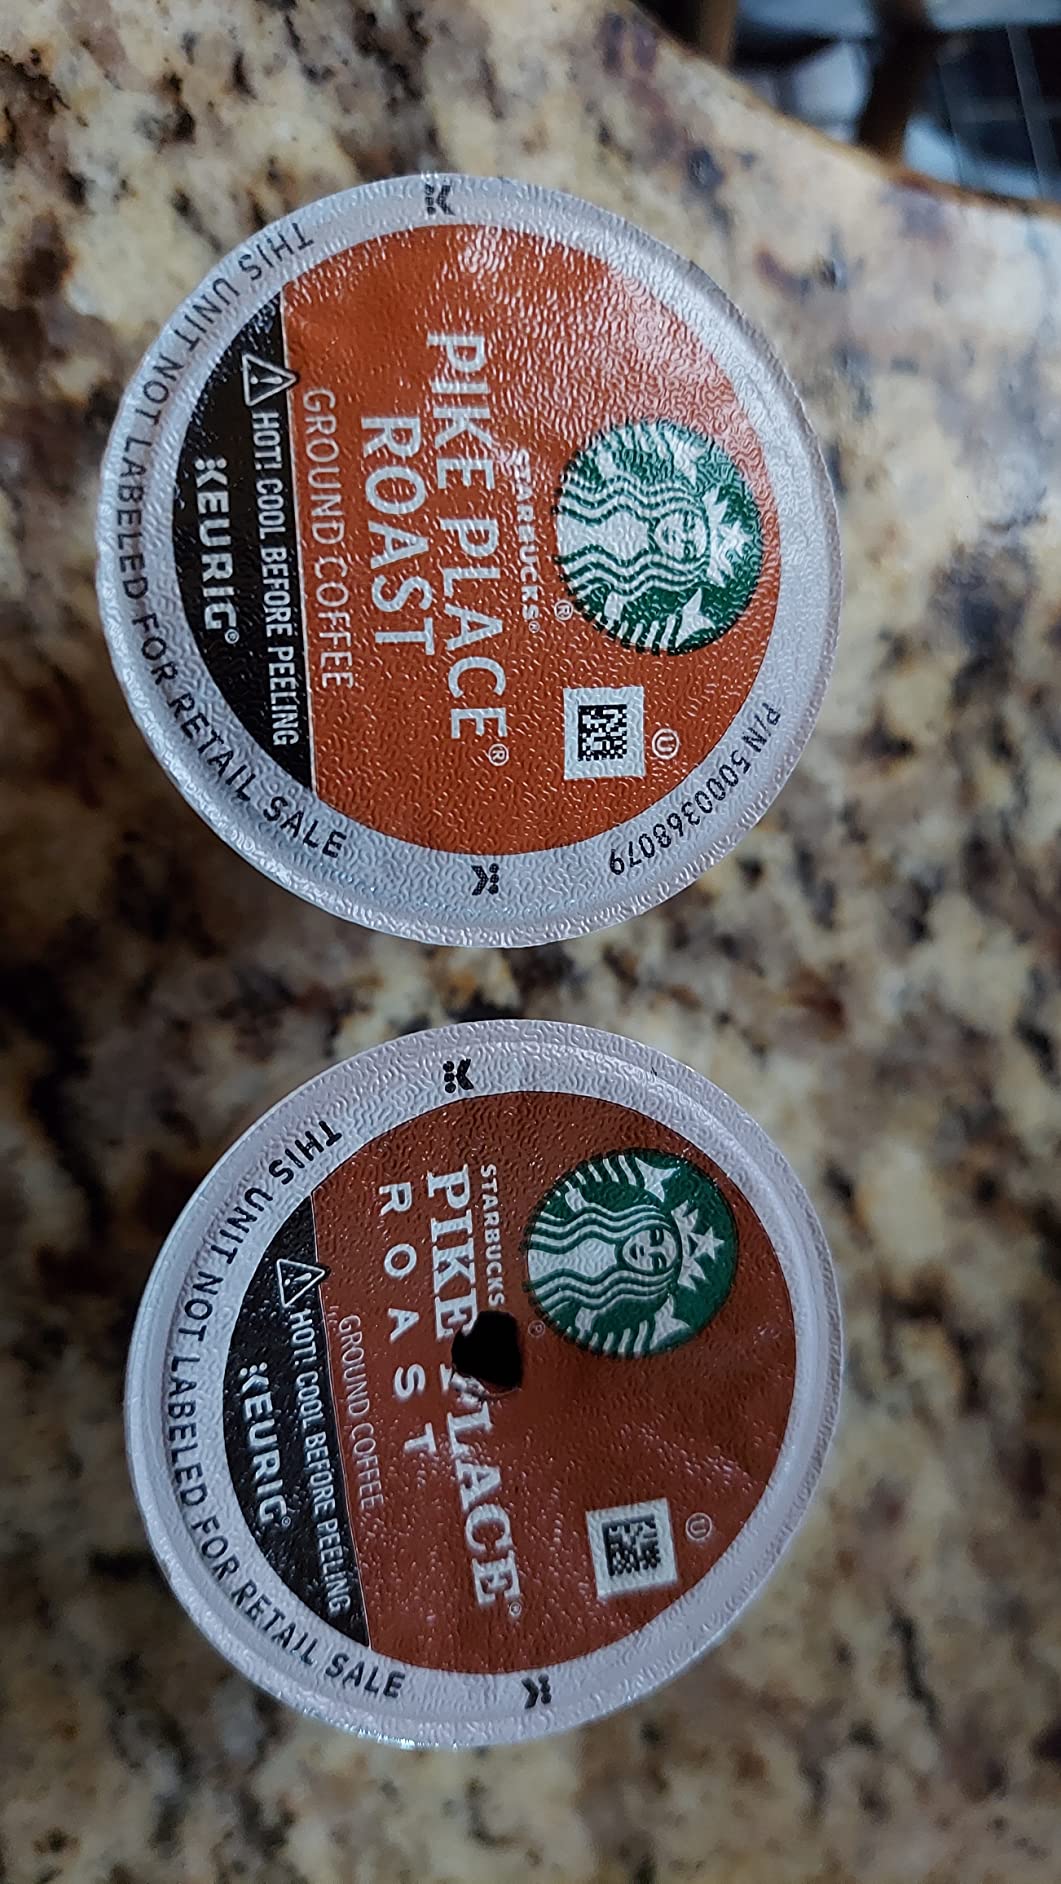 STARBUCKS®
PIKE PLACE®
ROAST
GROUND COFFEE
HOT! COOL BEFORE PEELING
KEURIG®
THIS UNIT NOT LABELED FOR RETAIL SALE
P/N 5000368079
®
U
STARBUCKS
PIKE PLACE®
ROAST
GROUND COFFEE
HOT! COOL BEFORE PEELING
KEURIG®
THIS UNIT NOT LABELED FOR RETAIL SALE
®
U